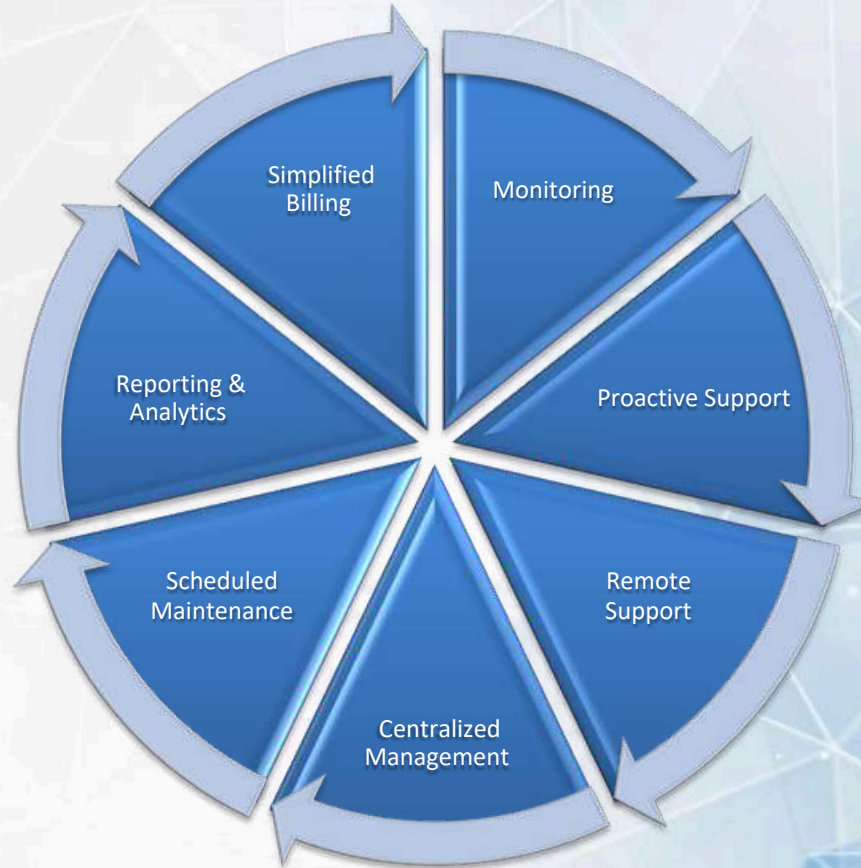 Simplified
Billing
Monitoring
Reporting &
Analytics
Proactive Support
Scheduled
Maintenance
Remote
Support
Centralized
Management